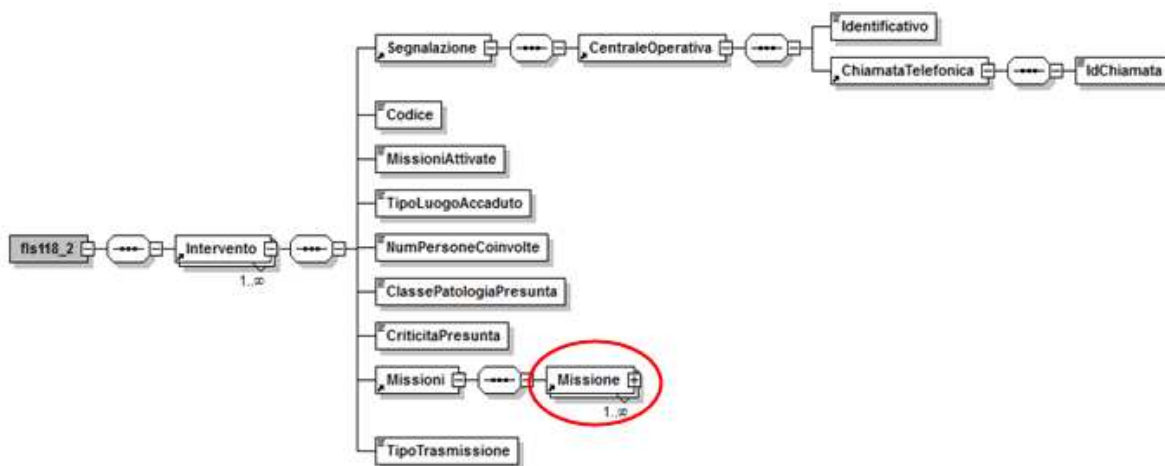 Identificativo
Segnalazione
CentraleOperativa
ChiamataTelefonica
IdChiamata
Codice
MissioniAttivate
TipoLuogoAccaduto
fls118_2
Intervento
NumPersoneCoinvolte
1..∞
ClassePatologiaPresunta
CriticitaPresunta
Missioni
Missione
1..∞
TipoTrasmissione